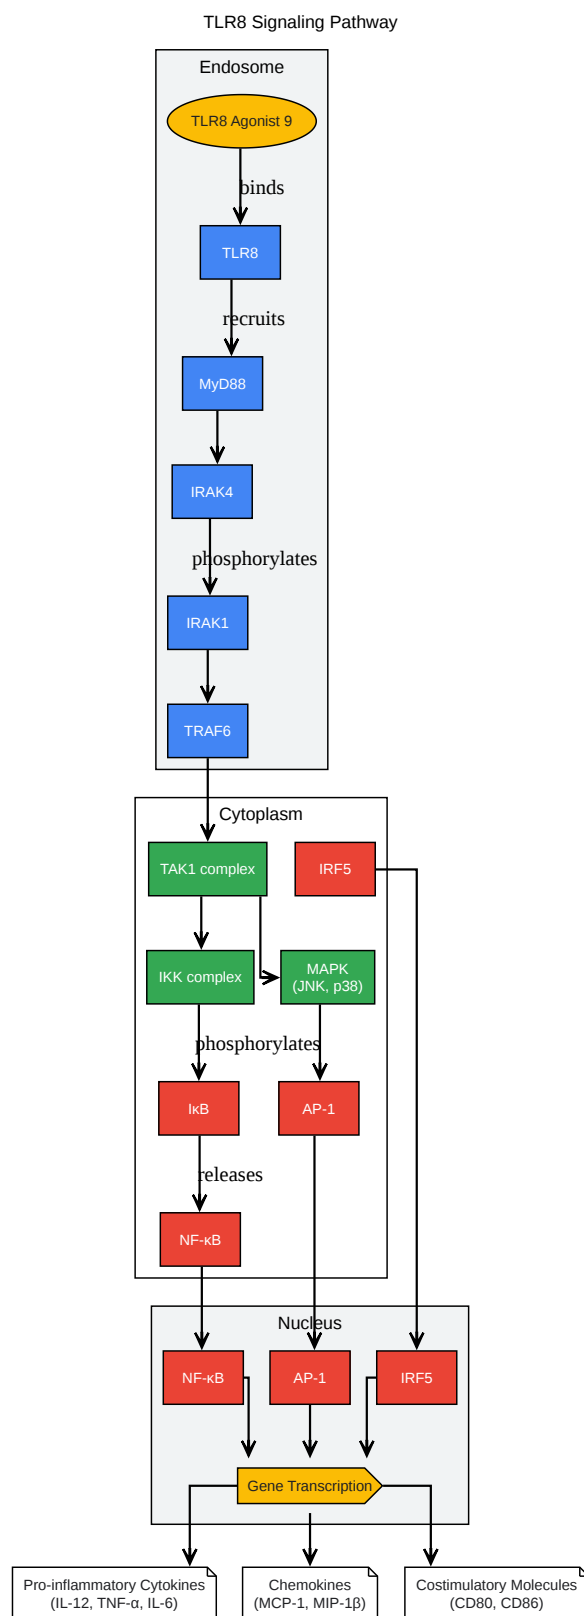 TLR8 Signaling Pathway
Endosome
TLR8 Agonist 9
binds
TLR8
recruits
MyD88
IRAK4
phosphorylates
IRAK1
TRAF6
Cytoplasm
TAK1 complex
IRF5
IKK complex
MAPK
(JNK, p38)
phosphorylates
IκB
AP-1
releases
NF-κB
Nucleus
NF-κB
AP-1
IRF5
Gene Transcription
Pro-inflammatory Cytokines
(IL-12, TNF-α, IL-6)
Chemokines
(MCP-1, MIP-1β)
Costimulatory Molecules
(CD80, CD86)